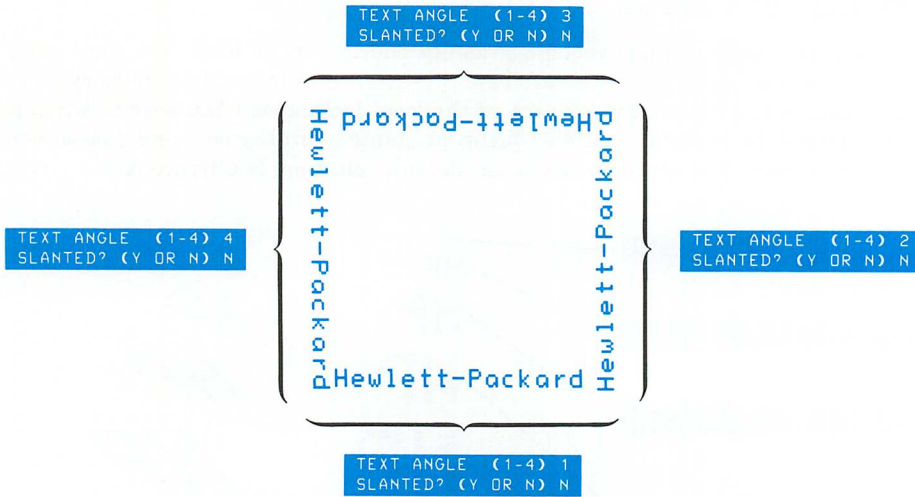 TEXT ANGLE (1-4) 3
SLANTED? (Y OR N) N
Hewlett-Packard
Hewlett-Packard
Hewlett-Packard
TEXT ANGLE (1-4) 4
SLANTED? (Y OR N) N
TEXT ANGLE (1-4) 2
SLANTED? (Y OR N) N
Hewlett-Packard
TEXT ANGLE (1-4) 1
SLANTED? (Y OR N) N